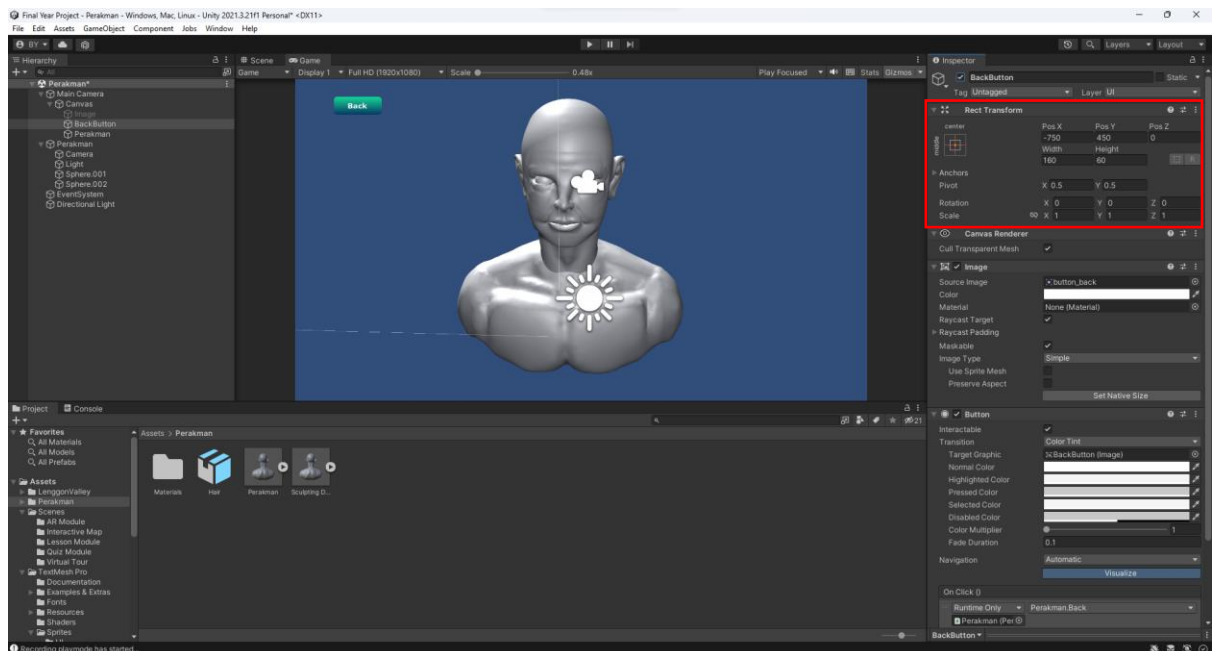 Final Year Project - Perakman - Windows, Mac, Linux - Unity 2021.3.21f1 Personal* <DX11>
File Edit Assets GameObject Component Jobs Window Help
BY Layers Layout
Hierarchy
All
Perakman*
Main Camera
Canvas
Image
BackButton
Perakman
Perakman
Camera
Light
Sphere.001
Sphere.002
EventSystem
Directional Light
Scene Game
Game Display 1 Full HD (1920x1080) Scale 0.48x Play Focused Stats Gizmos
Back
Inspector
BackButton Static
Tag Untagged Layer UI
Rect Transform
center Pos X Pos Y Pos Z
middle -750 450 0
Width Height
160 60 R
Anchors
Pivot X 0.5 Y 0.5
Rotation X 0 Y 0 Z 0
Scale X 1 Y 1 Z 1
Canvas Renderer
Cull Transparent Mesh
Image
Source Image button_back
Color
Material None (Material)
Raycast Target
Raycast Padding
Maskable
Image Type Simple
Use Sprite Mesh
Preserve Aspect
Set Native Size
Button
Interactable
Transition Color Tint
Target Graphic BackButton (Image)
Normal Color
Highlighted Color
Pressed Color
Selected Color
Disabled Color
Color Multiplier 1
Fade Duration 0.1
Navigation Automatic
Visualize
On Click ()
Runtime Only Perakman.Back
Perakman (Per
BackButton
Project Console
21
Favorites
All Materials
All Models
All Prefabs
Assets
LenggonValley
Perakman
Scenes
AR Module
Interactive Map
Lesson Module
Quiz Module
Virtual Tour
TextMesh Pro
Documentation
Examples & Extras
Fonts
Resources
Shaders
Sprites
Assets > Perakman
Materials Hair Perakman Sculpting D...
Recording playmode has started